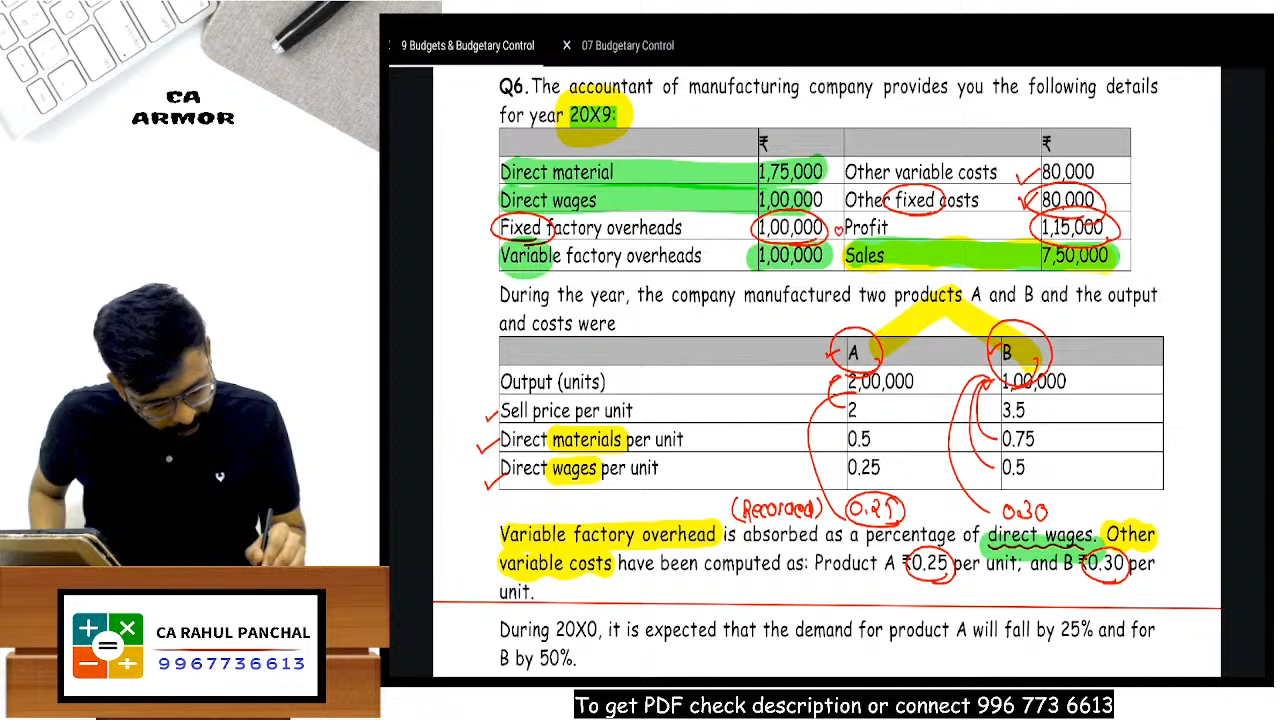 CA
ARMOR
9 Budgets & Budgetary Control X 07 Budgetary Control
Q6. The accountant of manufacturing company provides you the following details
for year 20X9:
₹ ₹
Direct material 1,75,000 Other variable costs 80,000
Direct wages 1,00,000 Other fixed costs 80,000
Fixed factory overheads 1,00,000 Profit 1,15,000
Variable factory overheads 1,00,000 Sales 7,50,000
During the year, the company manufactured two products A and B and the output
and costs were
A B
Output (units) 2,00,000 1,00,000
Sell price per unit 2 3.5
Direct materials per unit 0.5 0.75
Direct wages per unit 0.25 0.5
(Recorded) 0.25 0.30
Variable factory overhead is absorbed as a percentage of direct wages. Other
variable costs have been computed as: Product A ₹0.25 per unit; and B ₹0.30 per
unit.
During 20X0, it is expected that the demand for product A will fall by 25% and for
B by 50%.
CA RAHUL PANCHAL
9967736613
To get PDF check description or connect 996 773 6613